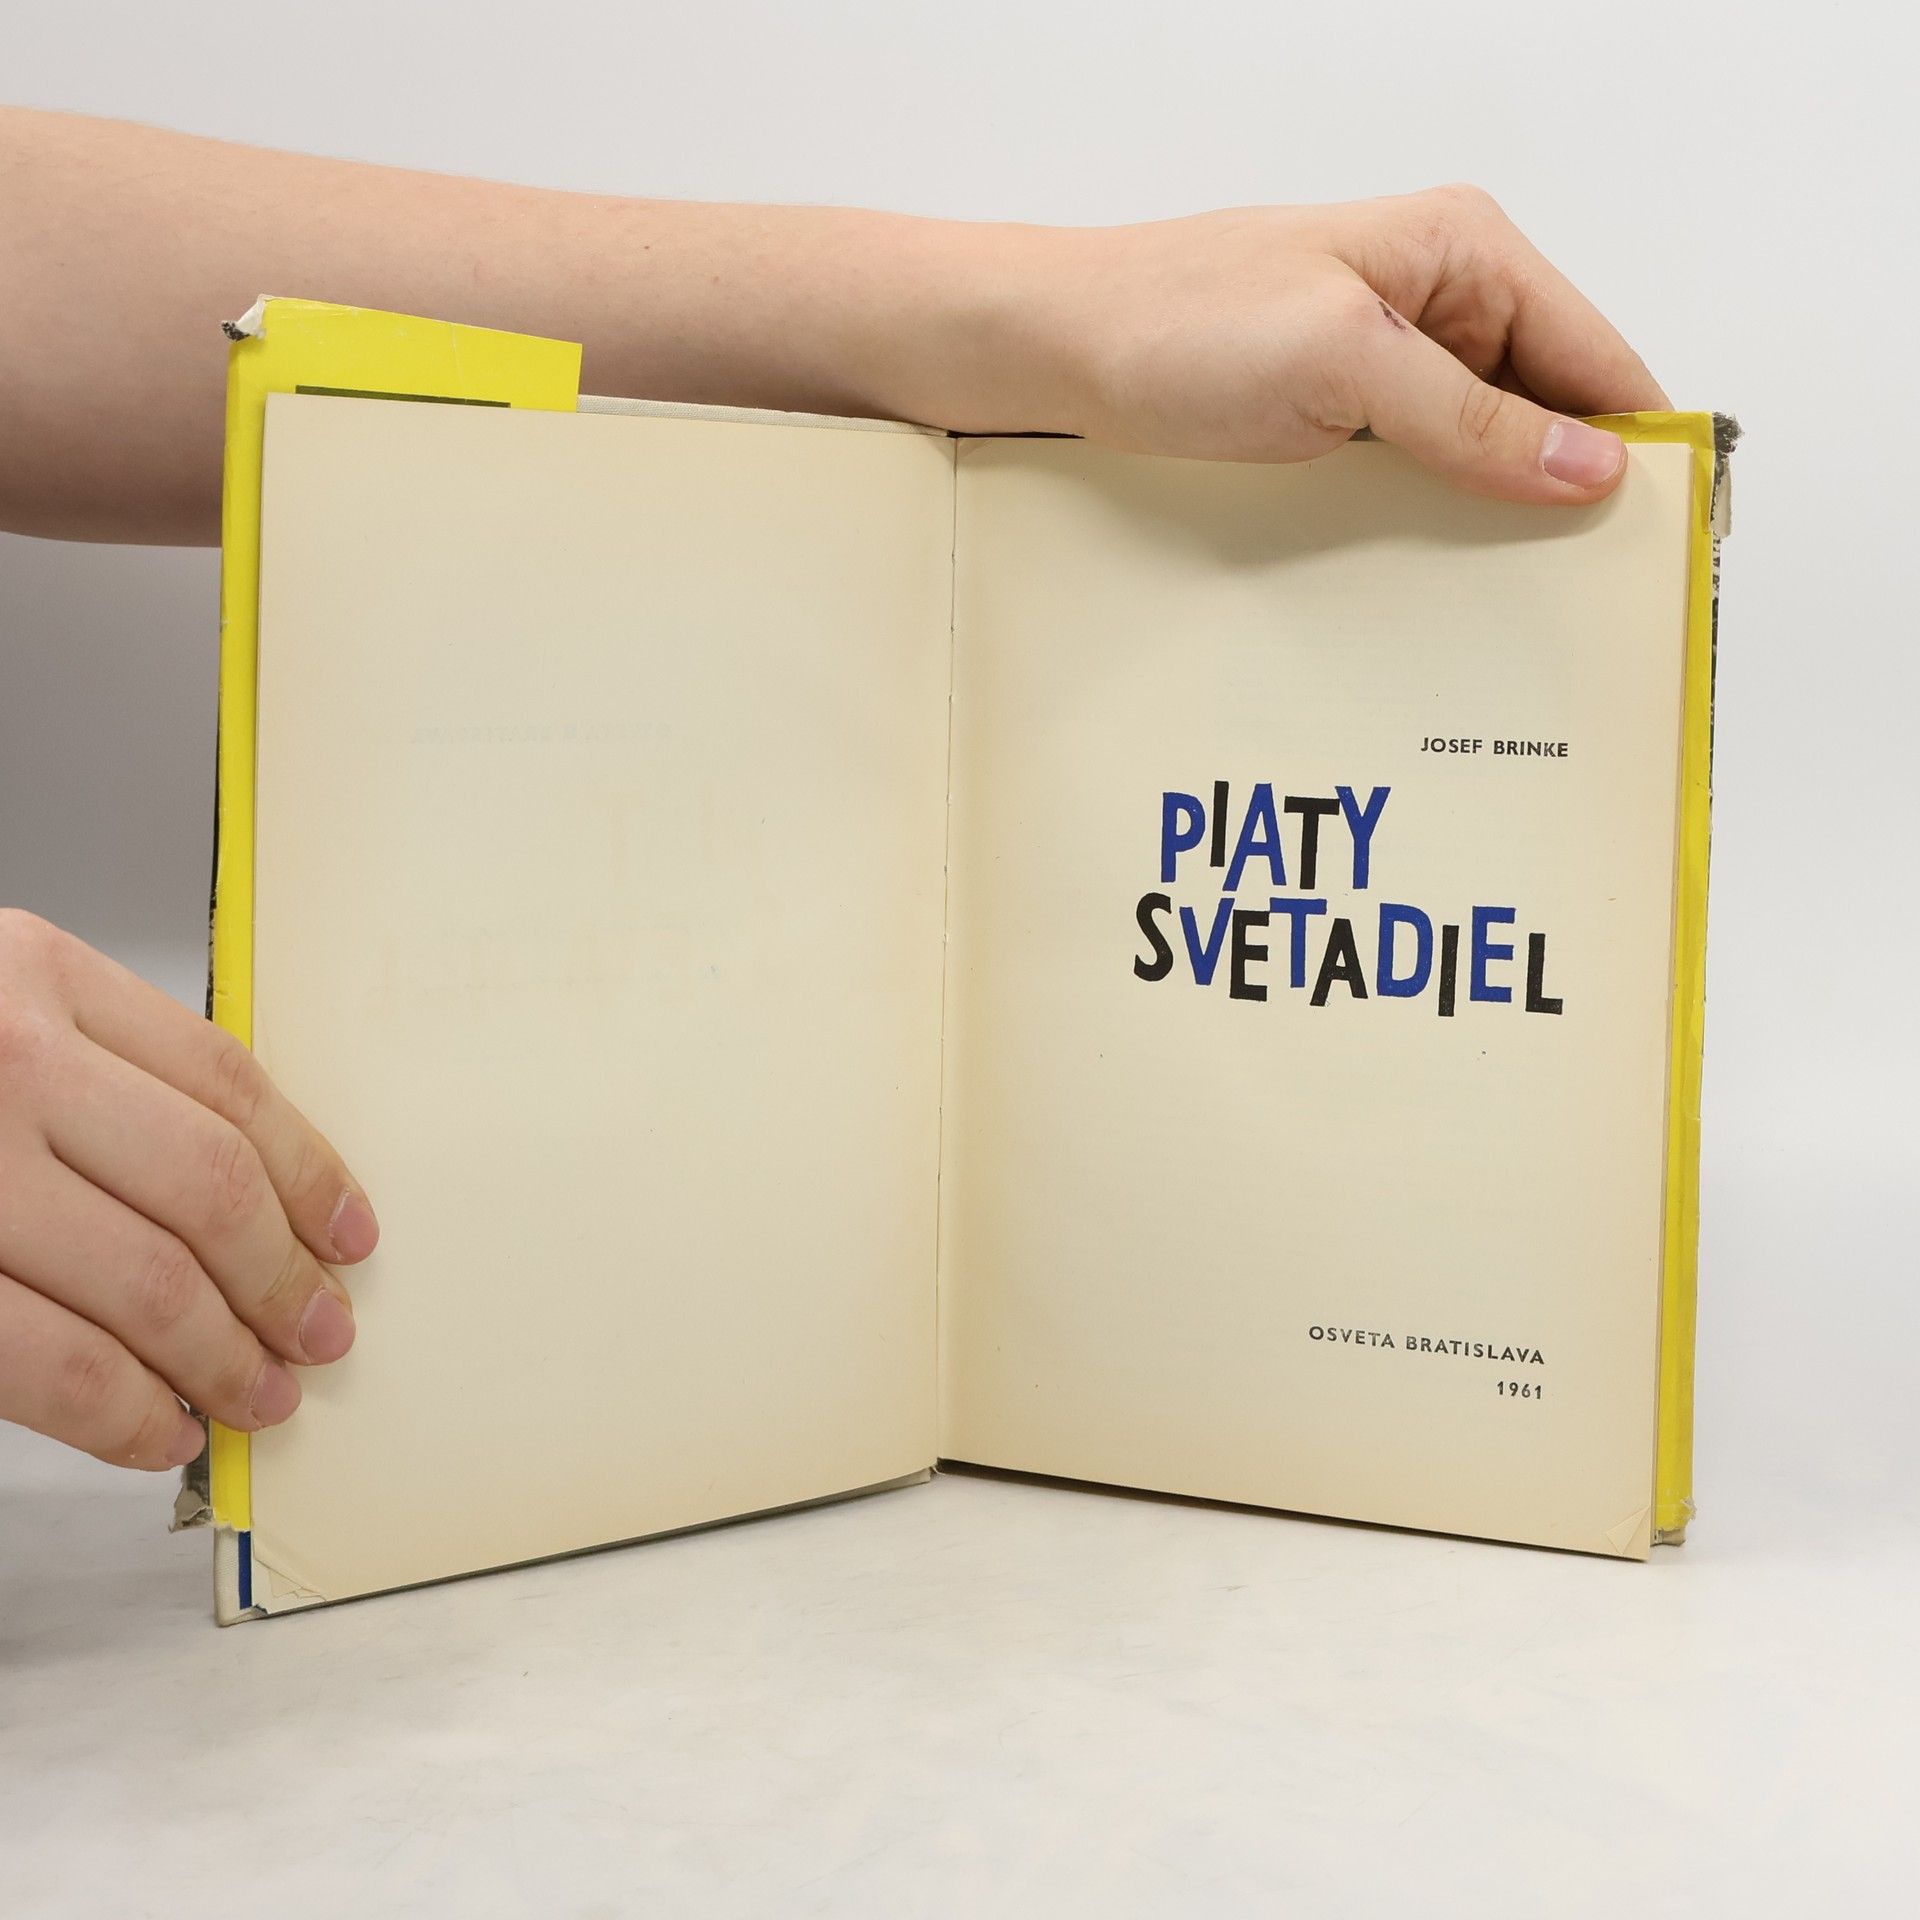 JOSEF BRINKE
PIATY
SVETADIEL
OSVETA BRATISLAVA
1961